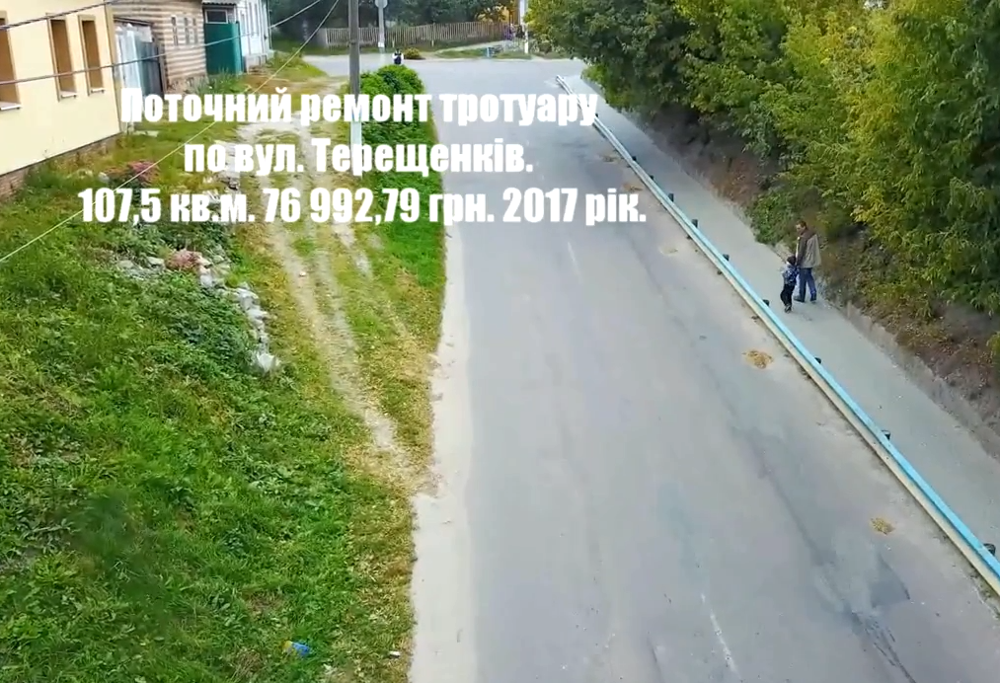 Поточний ремонт тротуару
по вул. Терещенків.
107,5 кв.м. 76 992,79 грн. 2017 рік.